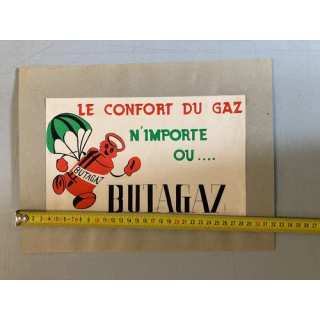 LE CONFORT DU GAZ
N'IMPORTE
OU....
BUTAGAZ
BUTAGAZ